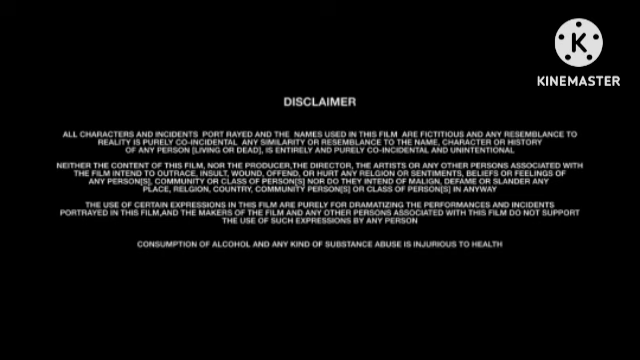 KINEMASTER
DISCLAIMER
ALL CHARACTERS AND INCIDENTS PORT RAYED AND THE NAMES USED IN THIS FILM ARE FICTITIOUS AND ANY RESEMBLANCE TO
REALITY IS PURELY CO-INCIDENTAL ANY SIMILARITY OR RESEMBLANCE TO THE NAME, CHARACTER OR HISTORY
OF ANY PERSON [LIVING OR DEAD], IS ENTIRELY AND PURELY CO-INCIDENTAL AND UNINTENTIONAL
NEITHER THE CONTENT OF THIS FILM, NOR THE PRODUCER,THE DIRECTOR, THE ARTISTS OR ANY OTHER PERSONS ASSOCIATED WITH
THE FILM INTEND TO OUTRACE, INSULT, WOUND, OFFEND, OR HURT ANY RELIGION OR SENTIMENTS, BELIEFS OR FEELINGS OF
ANY PERSON[S], COMMUNITY OR CLASS OF PERSON[S] NOR DO THEY INTEND OF MALIGN, DEFAME OR SLANDER ANY
PLACE, RELIGION, COUNTRY, COMMUNITY PERSON[S] OR CLASS OF PERSON[S] IN ANYWAY
THE USE OF CERTAIN EXPRESSIONS IN THIS FILM ARE PURELY FOR DRAMATIZING THE PERFORMANCES AND INCIDENTS
PORTRAYED IN THIS FILM,AND THE MAKERS OF THE FILM AND ANY OTHER PERSONS ASSOCIATED WITH THIS FILM DO NOT SUPPORT
THE USE OF SUCH EXPRESSIONS BY ANY PERSON
CONSUMPTION OF ALCOHOL AND ANY KIND OF SUBSTANCE ABUSE IS INJURIOUS TO HEALTH